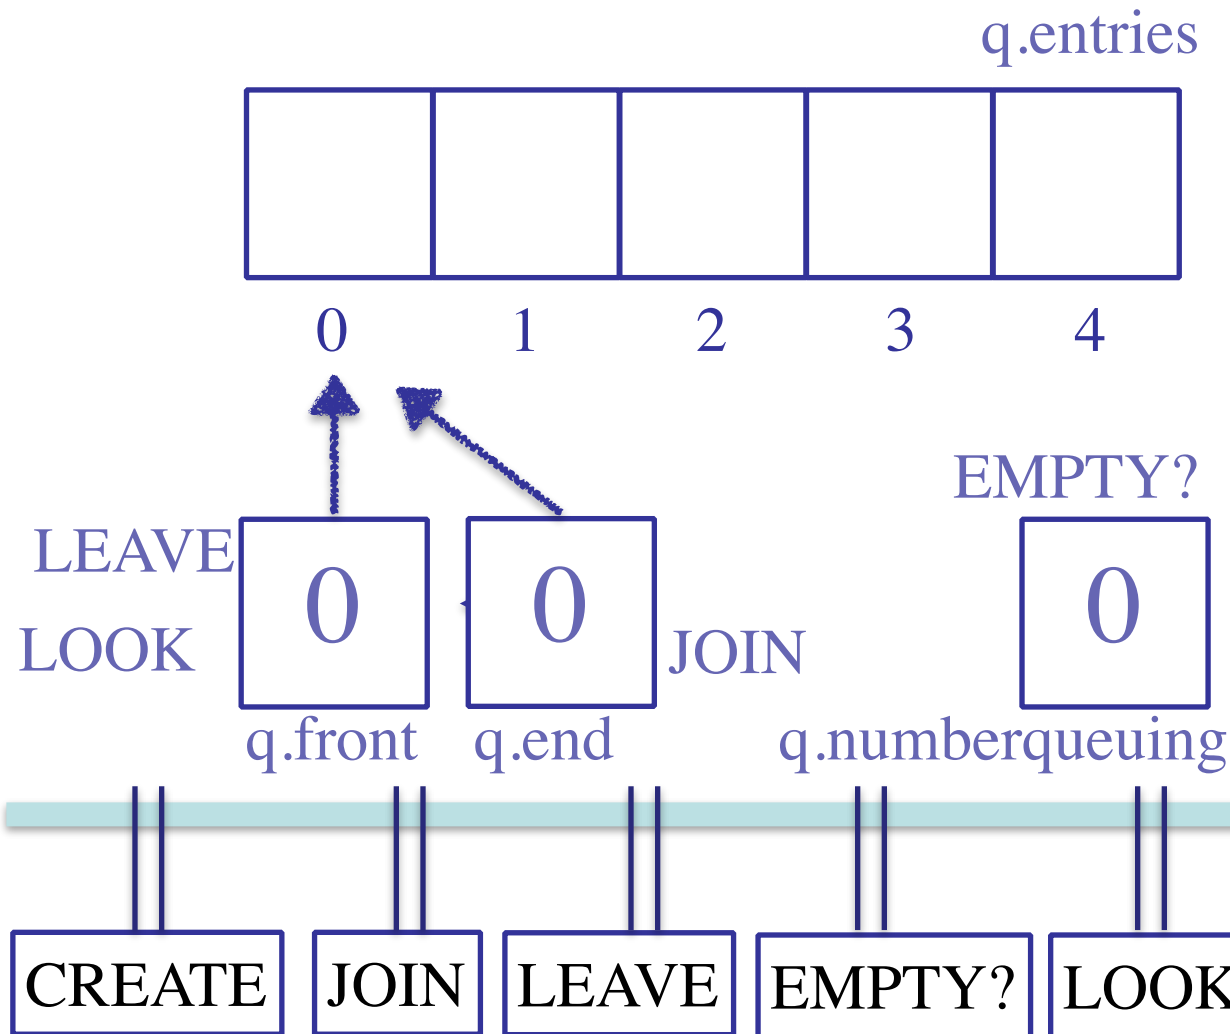 q.entries
0 1 2 3 4
EMPTY?
LEAVE
0 0 0
LOOK
JOIN
q.front q.end q.numberqueuing
CREATE JOIN LEAVE EMPTY? LOOK